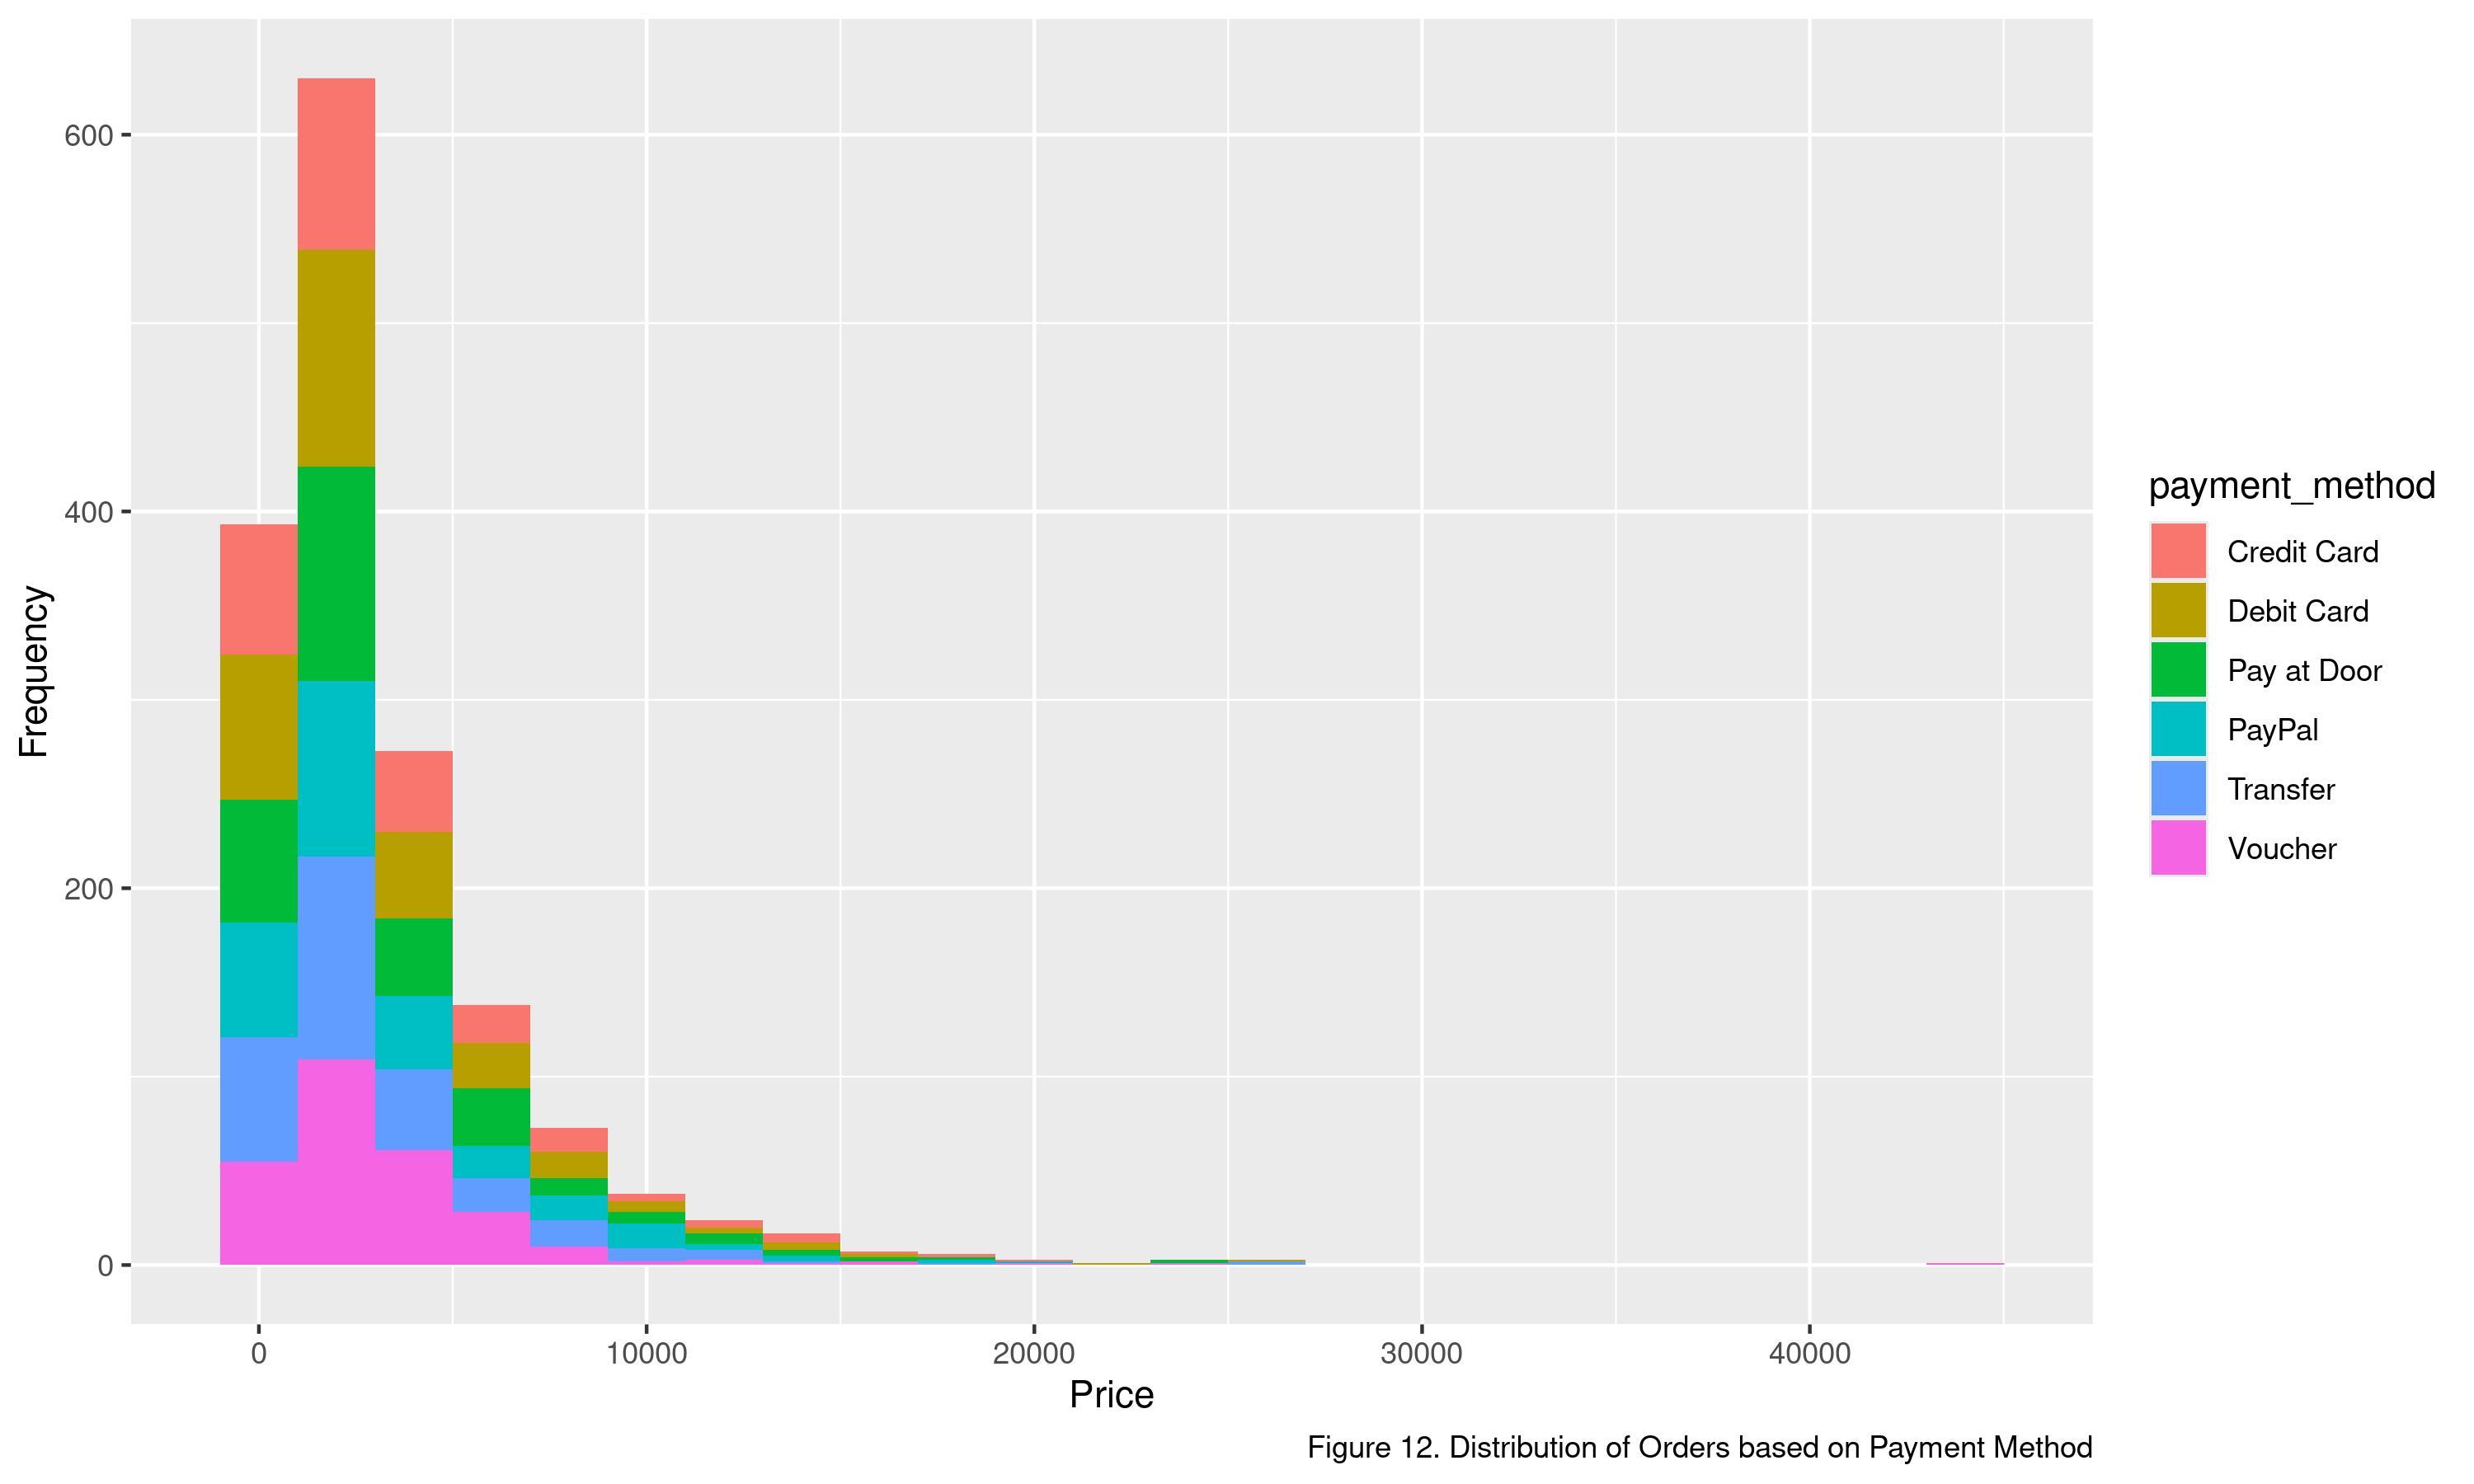 600
400
200
0
Frequency
0
10000
20000
30000
40000
Price
payment_method
Credit Card
Debit Card
Pay at Door
PayPal
Transfer
Voucher
Figure 12. Distribution of Orders based on Payment Method